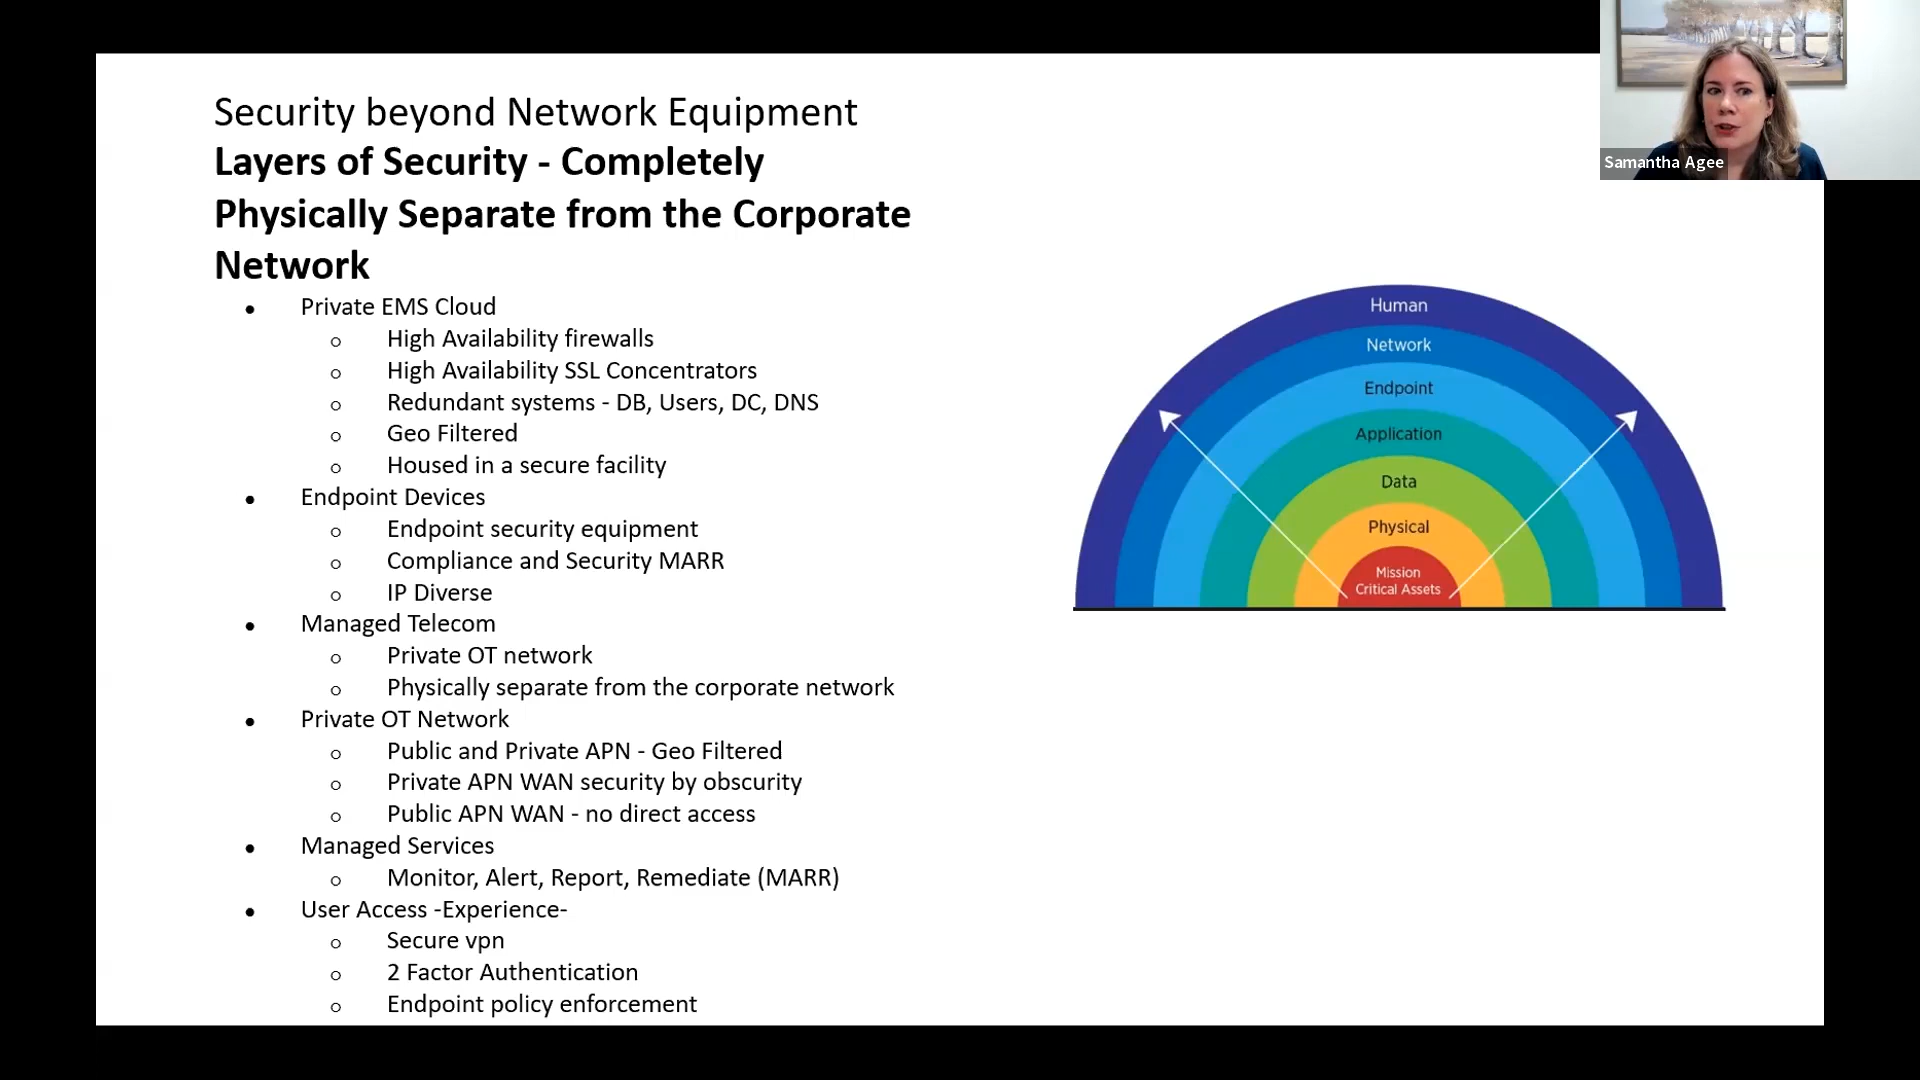 Security beyond Network Equipment
Layers of Security - Completely
Physically Separate from the Corporate
Network
● Private EMS Cloud
o High Availability firewalls
o High Availability SSL Concentrators
o Redundant systems - DB, Users, DC, DNS
o Geo Filtered
o Housed in a secure facility
● Endpoint Devices
o Endpoint security equipment
o Compliance and Security MARR
o IP Diverse
● Managed Telecom
o Private OT network
o Physically separate from the corporate network
● Private OT Network
o Public and Private APN - Geo Filtered
o Private APN WAN security by obscurity
o Public APN WAN - no direct access
● Managed Services
o Monitor, Alert, Report, Remediate (MARR)
● User Access -Experience-
o Secure vpn
o 2 Factor Authentication
o Endpoint policy enforcement
Human
Network
Endpoint
Application
Data
Physical
Mission
Critical Assets
Samantha Agee